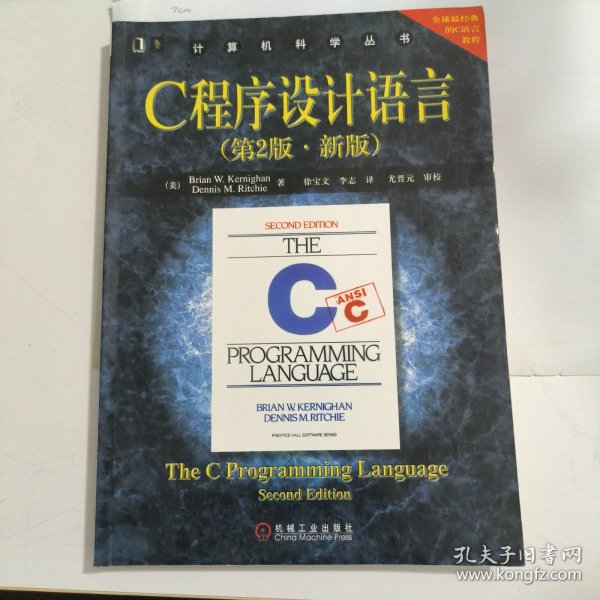 7cm
计算机科学丛书
全球最经典
的C语言
教程
C程序设计语言
(第2版·新版)
(美) Brian W. Kernighan
Dennis M. Ritchie 著 徐宝文 李志 译 尤晋元 审校
SECOND EDITION
THE
C
ANSI
C
PROGRAMMING
LANGUAGE
BRIAN W. KERNIGHAN
DENNIS M. RITCHIE
PRENTICE HALL SOFTWARE SERIES
The C Programming Language
Second Edition
机械工业出版社
China Machine Press
孔夫子旧书网
www.kongfz.com